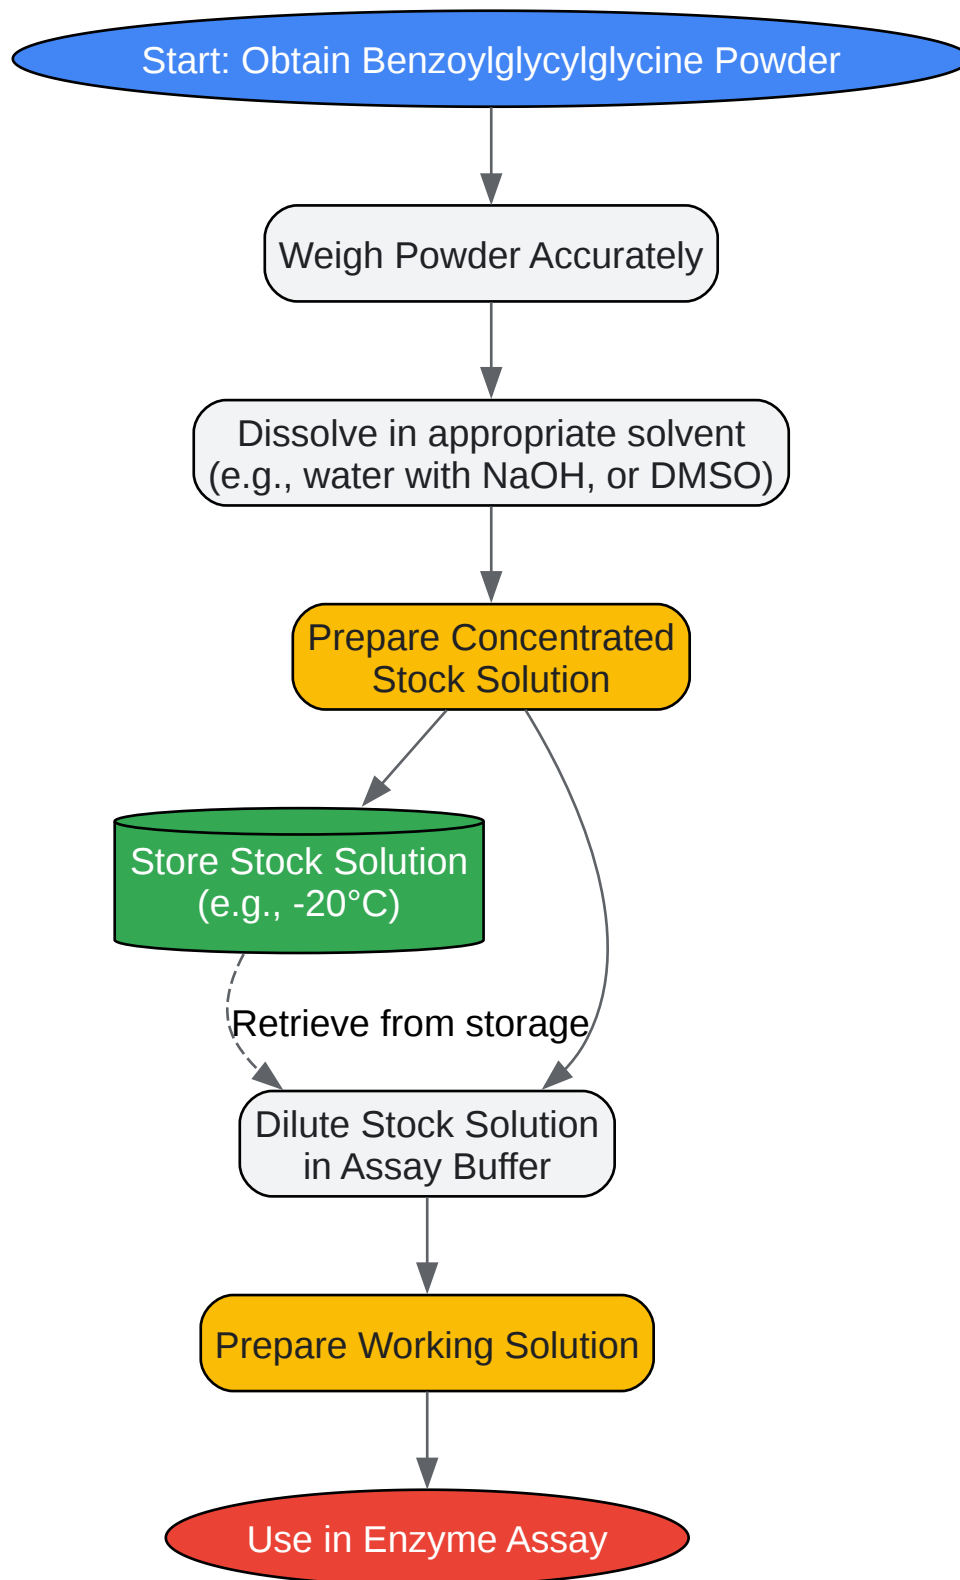 Start: Obtain Benzoylglycylglycine Powder
Weigh Powder Accurately
Dissolve in appropriate solvent
(e.g., water with NaOH, or DMSO)
Prepare Concentrated
Stock Solution
Store Stock Solution
(e.g., -20°C)
Retrieve from storage
Dilute Stock Solution
in Assay Buffer
Prepare Working Solution
Use in Enzyme Assay